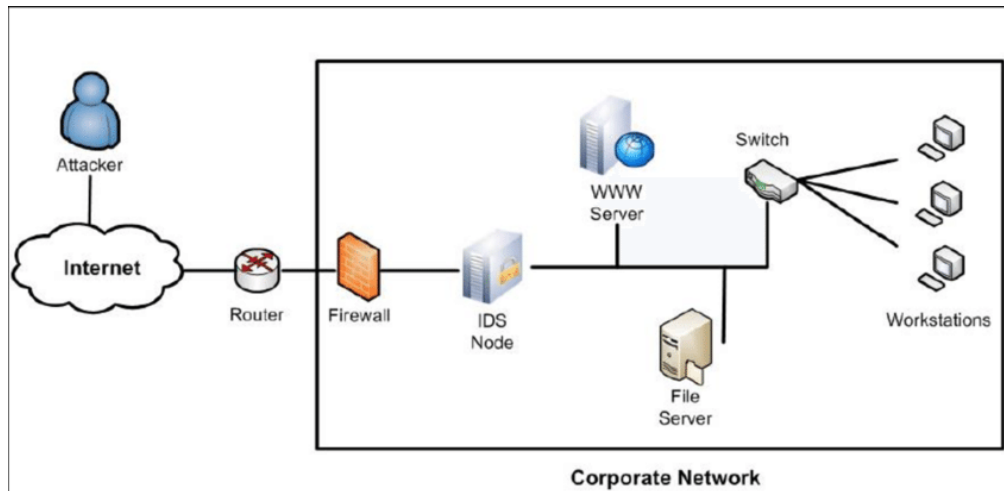 Attacker
Internet
Router
Firewall
IDS
Node
WWW
Server
Switch
File
Server
Workstations
Corporate Network